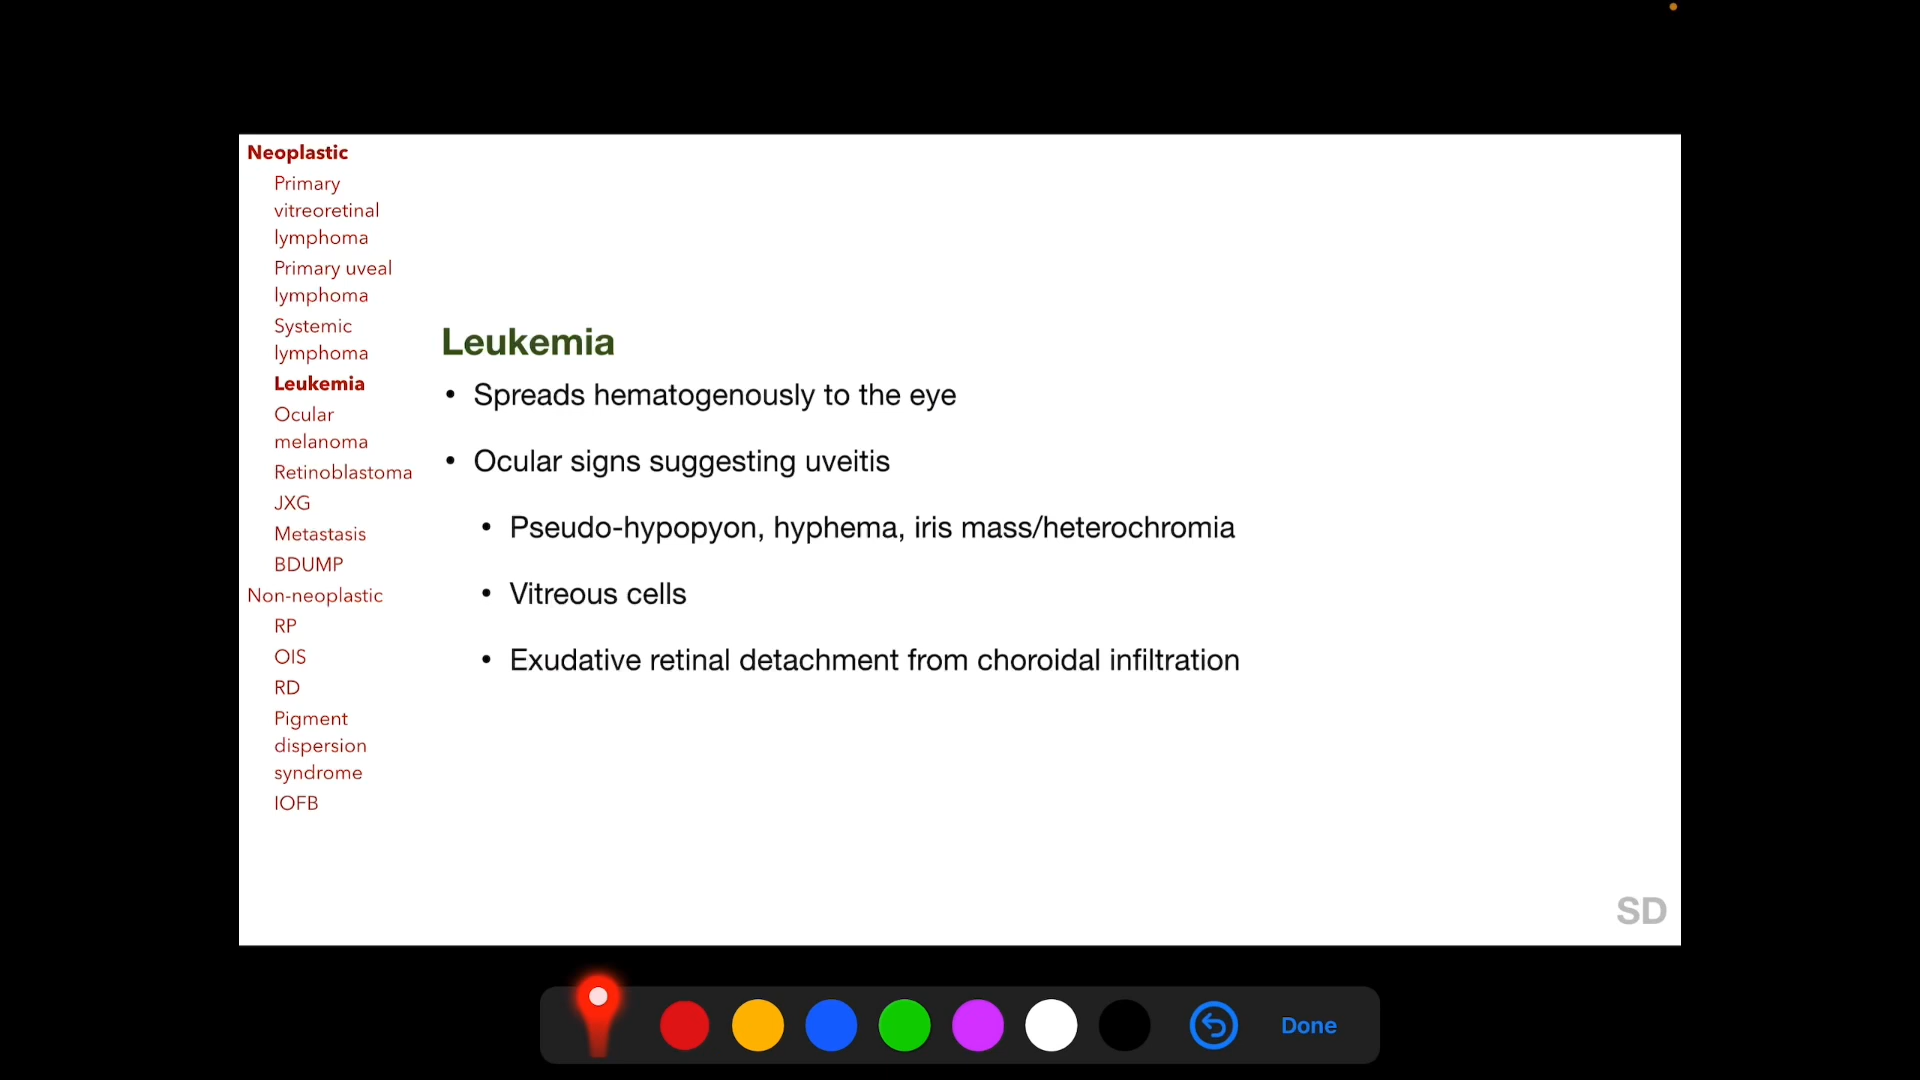 Neoplastic
Primary
vitreoretinal
lymphoma
Primary uveal
lymphoma
Systemic
lymphoma
Leukemia
Ocular
melanoma
Retinoblastoma
JXG
Metastasis
BDUMP
Non-neoplastic
RP
OIS
RD
Pigment
dispersion
syndrome
IOFB
Leukemia
• Spreads hematogenously to the eye
• Ocular signs suggesting uveitis
• Pseudo-hypopyon, hyphema, iris mass/heterochromia
• Vitreous cells
• Exudative retinal detachment from choroidal infiltration
SD
Done